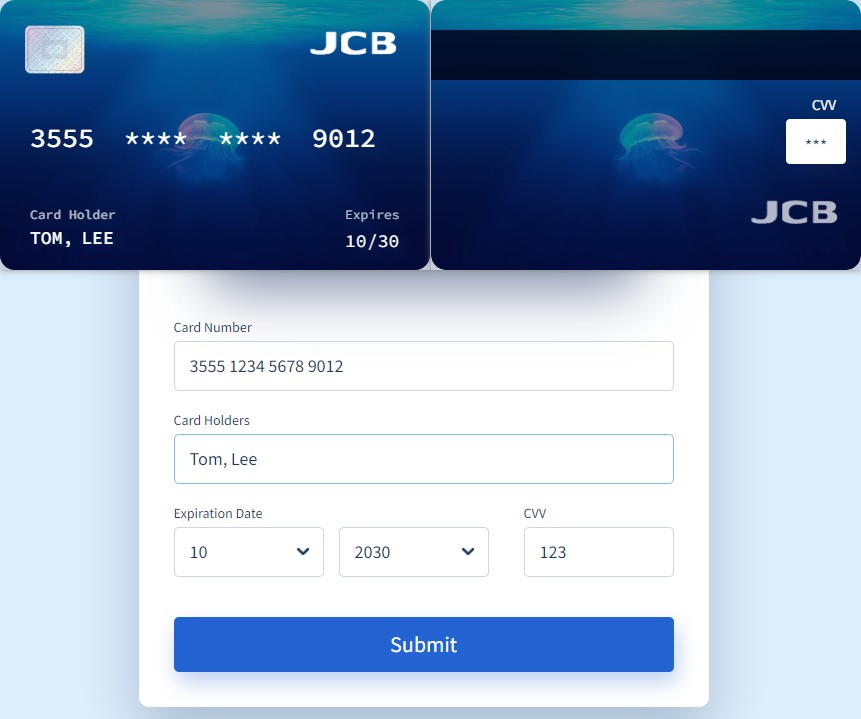 JCB
3555 **** **** 9012
Card Holder
TOM, LEE
Expires
10/30
CVV
***
JCB
Card Number
3555 1234 5678 9012
Card Holders
Tom, Lee
Expiration Date
10
2030
CVV
123
Submit